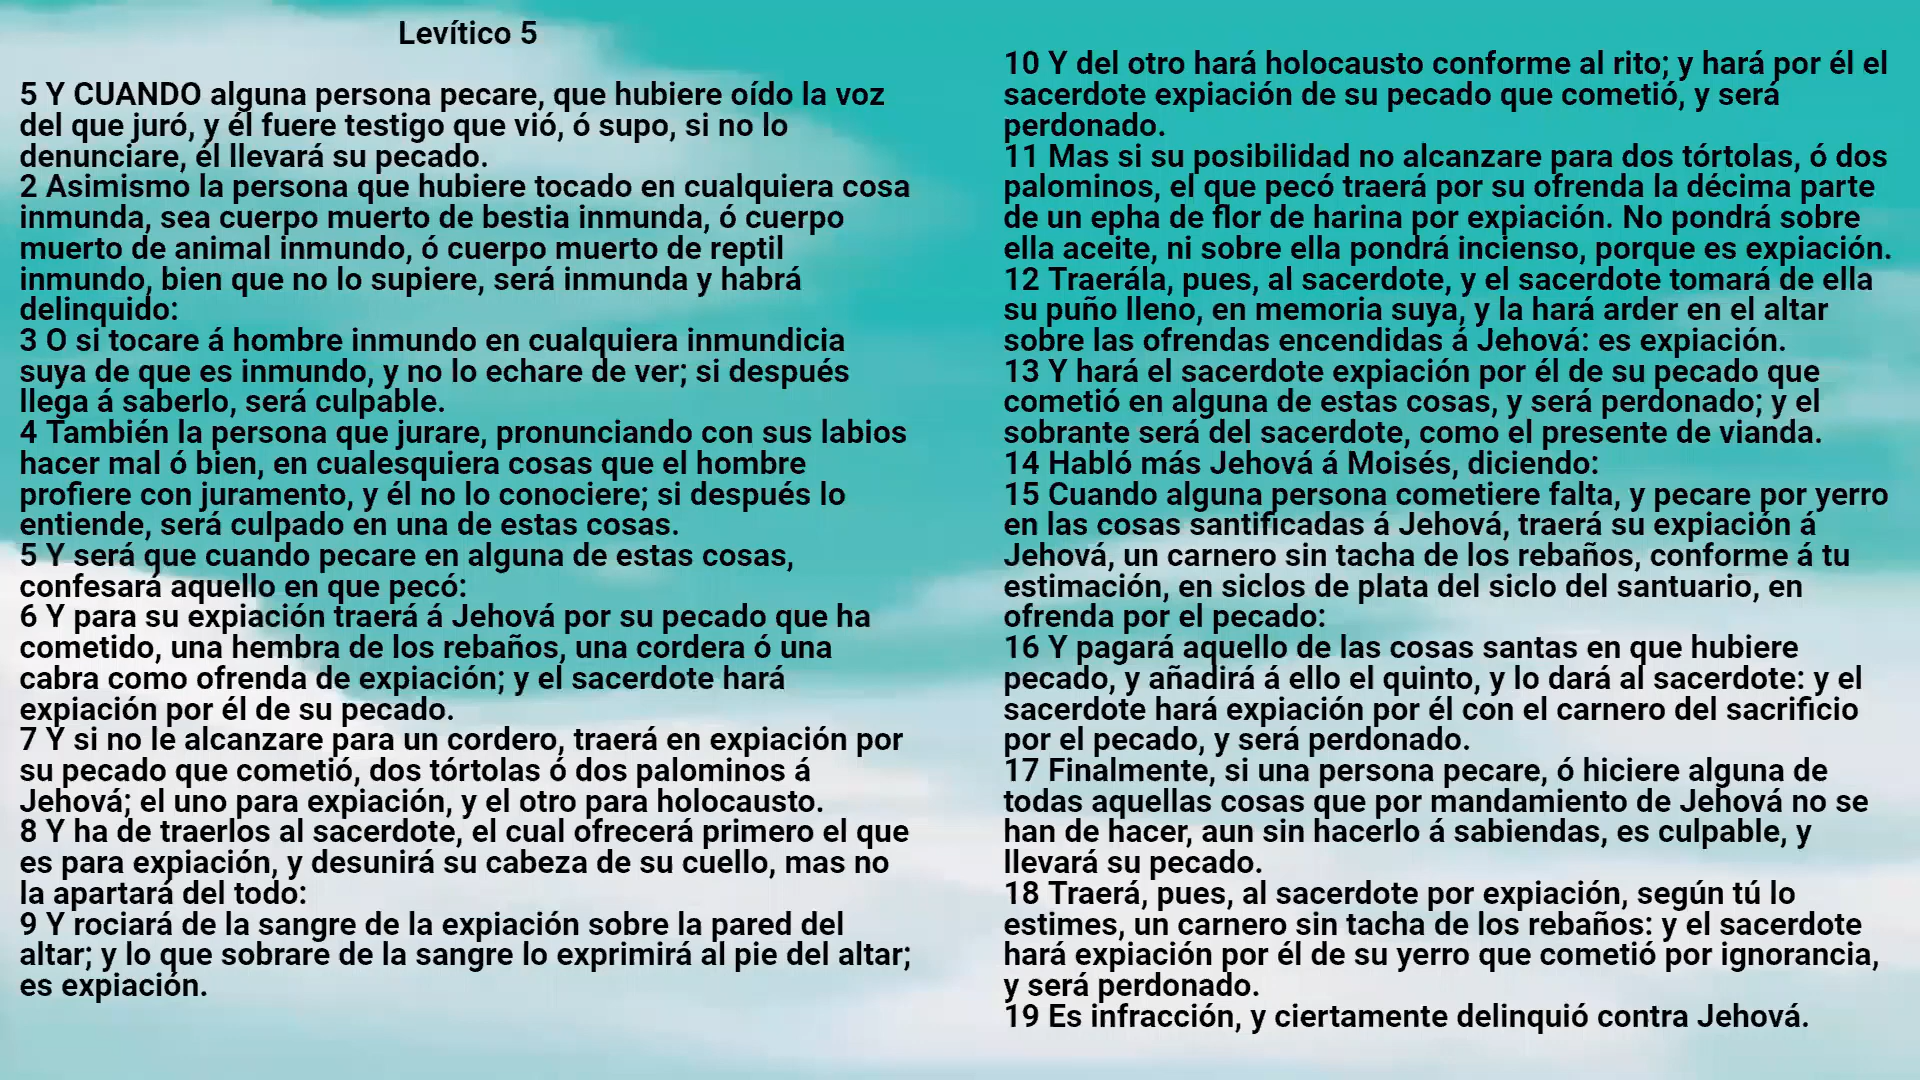 Levítico 5
5 Y CUANDO alguna persona pecare, que hubiere oído la voz
del que juró, y él fuere testigo que vió, ó supo, si no lo
denunciare, él llevará su pecado.
2 Asimismo la persona que hubiere tocado en cualquiera cosa
inmunda, sea cuerpo muerto de bestia inmunda, ó cuerpo
muerto de animal inmundo, ó cuerpo muerto de reptil
inmundo, bien que no lo supiere, será inmunda y habrá
delinquido:
3 O si tocare á hombre inmundo en cualquiera inmundicia
suya de que es inmundo, y no lo echare de ver; si después
llega á saberlo, será culpable.
4 También la persona que jurare, pronunciando con sus labios
hacer mal ó bien, en cualesquiera cosas que el hombre
profiere con juramento, y él no lo conociere; si después lo
entiende, será culpado en una de estas cosas.
5 Y será que cuando pecare en alguna de estas cosas,
confesará aquello en que pecó:
6 Y para su expiación traerá á Jehová por su pecado que ha
cometido, una hembra de los rebaños, una cordera ó una
cabra como ofrenda de expiación; y el sacerdote hará
expiación por él de su pecado.
7 Y si no le alcanzare para un cordero, traerá en expiación por
su pecado que cometió, dos tórtolas ó dos palominos á
Jehová; el uno para expiación, y el otro para holocausto.
8 Y ha de traerlos al sacerdote, el cual ofrecerá primero el que
es para expiación, y desunirá su cabeza de su cuello, mas no
la apartará del todo:
9 Y rociará de la sangre de la expiación sobre la pared del
altar; y lo que sobrare de la sangre lo exprimirá al pie del altar;
es expiación.
10 Y del otro hará holocausto conforme al rito; y hará por él el
sacerdote expiación de su pecado que cometió, y será
perdonado.
11 Mas si su posibilidad no alcanzare para dos tórtolas, ó dos
palominos, el que pecó traerá por su ofrenda la décima parte
de un epha de flor de harina por expiación. No pondrá sobre
ella aceite, ni sobre ella pondrá incienso, porque es expiación.
12 Traerála, pues, al sacerdote, y el sacerdote tomará de ella
su puño lleno, en memoria suya, y la hará arder en el altar
sobre las ofrendas encendidas á Jehová: es expiación.
13 Y hará el sacerdote expiación por él de su pecado que
cometió en alguna de estas cosas, y será perdonado; y el
sobrante será del sacerdote, como el presente de vianda.
14 Habló más Jehová á Moisés, diciendo:
15 Cuando alguna persona cometiere falta, y pecare por yerro
en las cosas santificadas á Jehová, traerá su expiación á
Jehová, un carnero sin tacha de los rebaños, conforme á tu
estimación, en siclos de plata del siclo del santuario, en
ofrenda por el pecado:
16 Y pagará aquello de las cosas santas en que hubiere
pecado, y añadirá á ello el quinto, y lo dará al sacerdote: y el
sacerdote hará expiación por él con el carnero del sacrificio
por el pecado, y será perdonado.
17 Finalmente, si una persona pecare, ó hiciere alguna de
todas aquellas cosas que por mandamiento de Jehová no se
han de hacer, aun sin hacerlo á sabiendas, es culpable, y
llevará su pecado.
18 Traerá, pues, al sacerdote por expiación, según tú lo
estimes, un carnero sin tacha de los rebaños: y el sacerdote
hará expiación por él de su yerro que cometió por ignorancia,
y será perdonado.
19 Es infracción, y ciertamente delinquió contra Jehová.